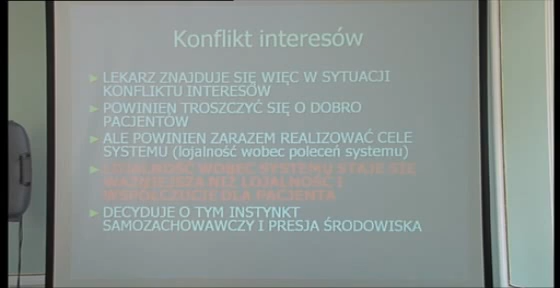 Konflikt interesów
LEKARZ ZNAJDUJE SIĘ WIĘC W SYTUACJI
KONFLIKTU INTERESÓW
POWINIEN TROSZCZYĆ SIĘ O DOBRO
PACJENTÓW
ALE POWINIEN ZARAZEM REALIZOWAĆ CELE
SYSTEMU (lojalność wobec poleceń systemu)
LOJALNOŚĆ WOBEC SYSTEMU STAJE SIĘ
WAŻNIEJSZA NIŻ LOJALNOŚĆ I
WSPÓŁCZUCIE DLA PACJENTA
DECYDUJE O TYM INSTYNKT
SAMOZACHOWAWCZY I PRESJA ŚRODOWISKA